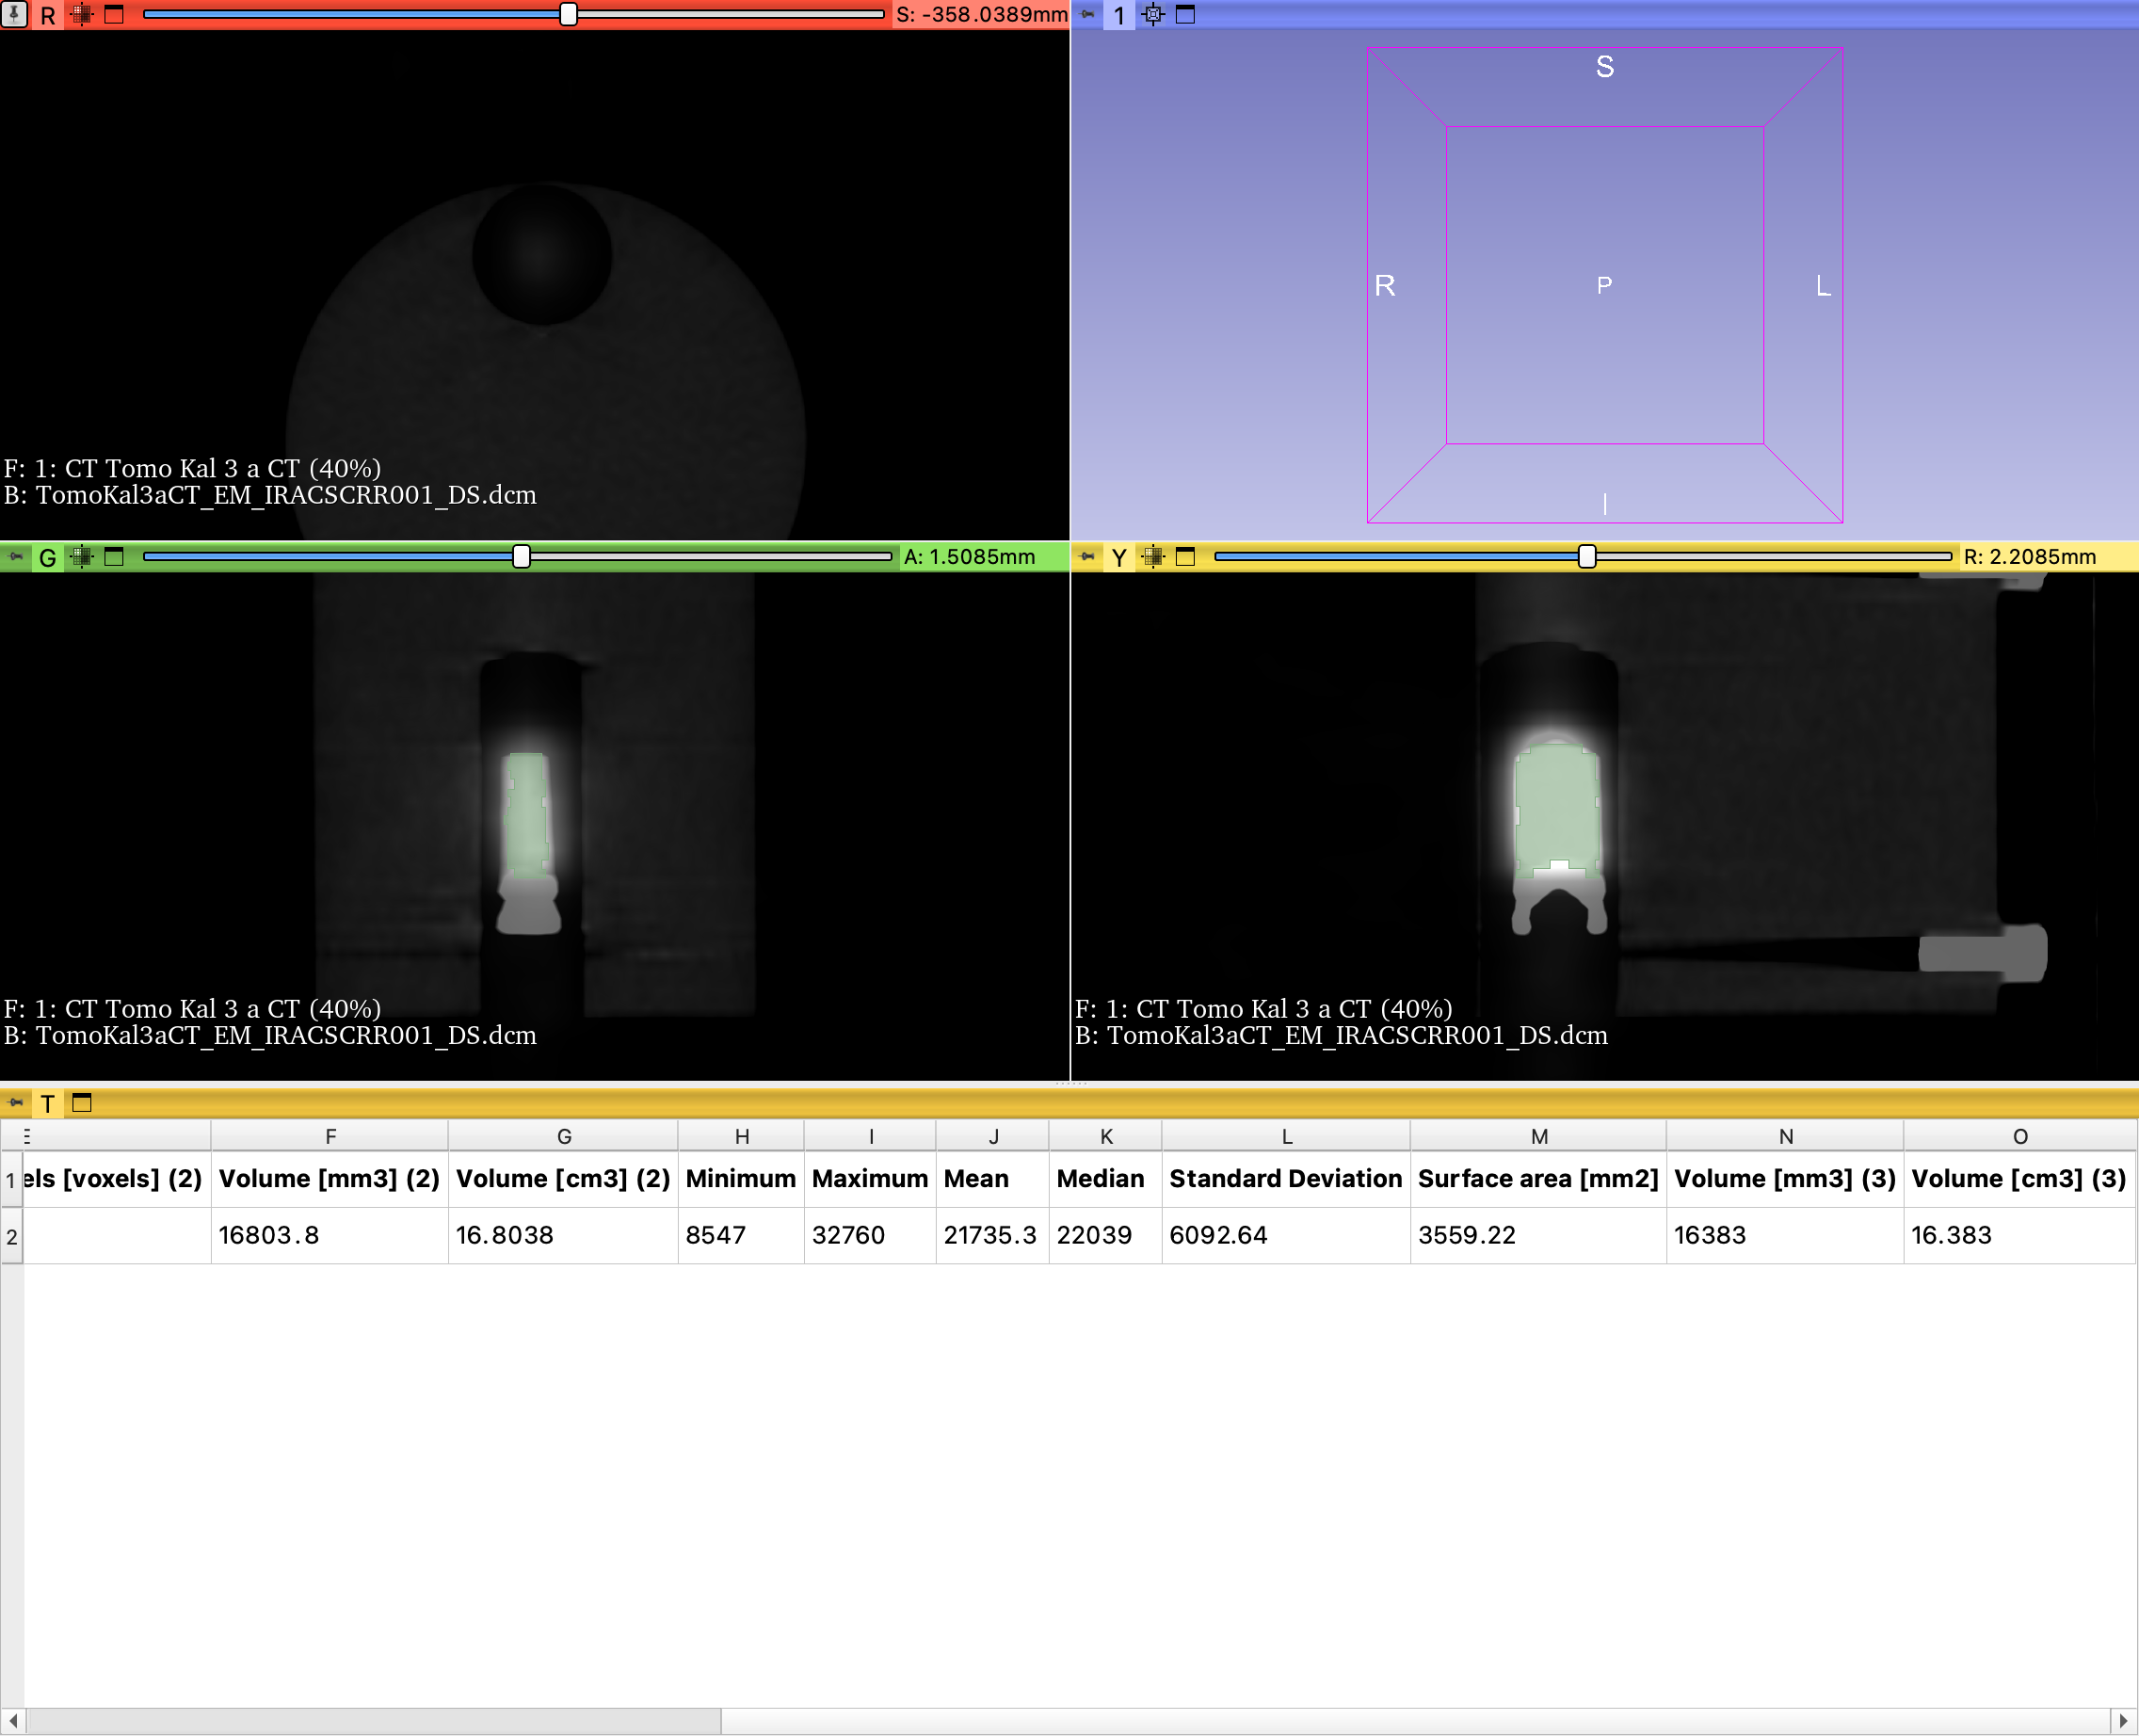 R S: -358.0389mm
F: 1: CT Tomo Kal 3 a CT (40%)
B: TomoKal3aCT_EM_IRACSCRR001_DS.dcm
1
S
R P L
I
G A: 1.5085mm
F: 1: CT Tomo Kal 3 a CT (40%)
B: TomoKal3aCT_EM_IRACSCRR001_DS.dcm
Y R: 2.2085mm
F: 1: CT Tomo Kal 3 a CT (40%)
B: TomoKal3aCT_EM_IRACSCRR001_DS.dcm
T
E F G H I J K L M N O
1 els [voxels] (2) Volume [mm3] (2) Volume [cm3] (2) Minimum Maximum Mean Median Standard Deviation Surface area [mm2] Volume [mm3] (3) Volume [cm3] (3)
2 16803.8 16.8038 8547 32760 21735.3 22039 6092.64 3559.22 16383 16.383